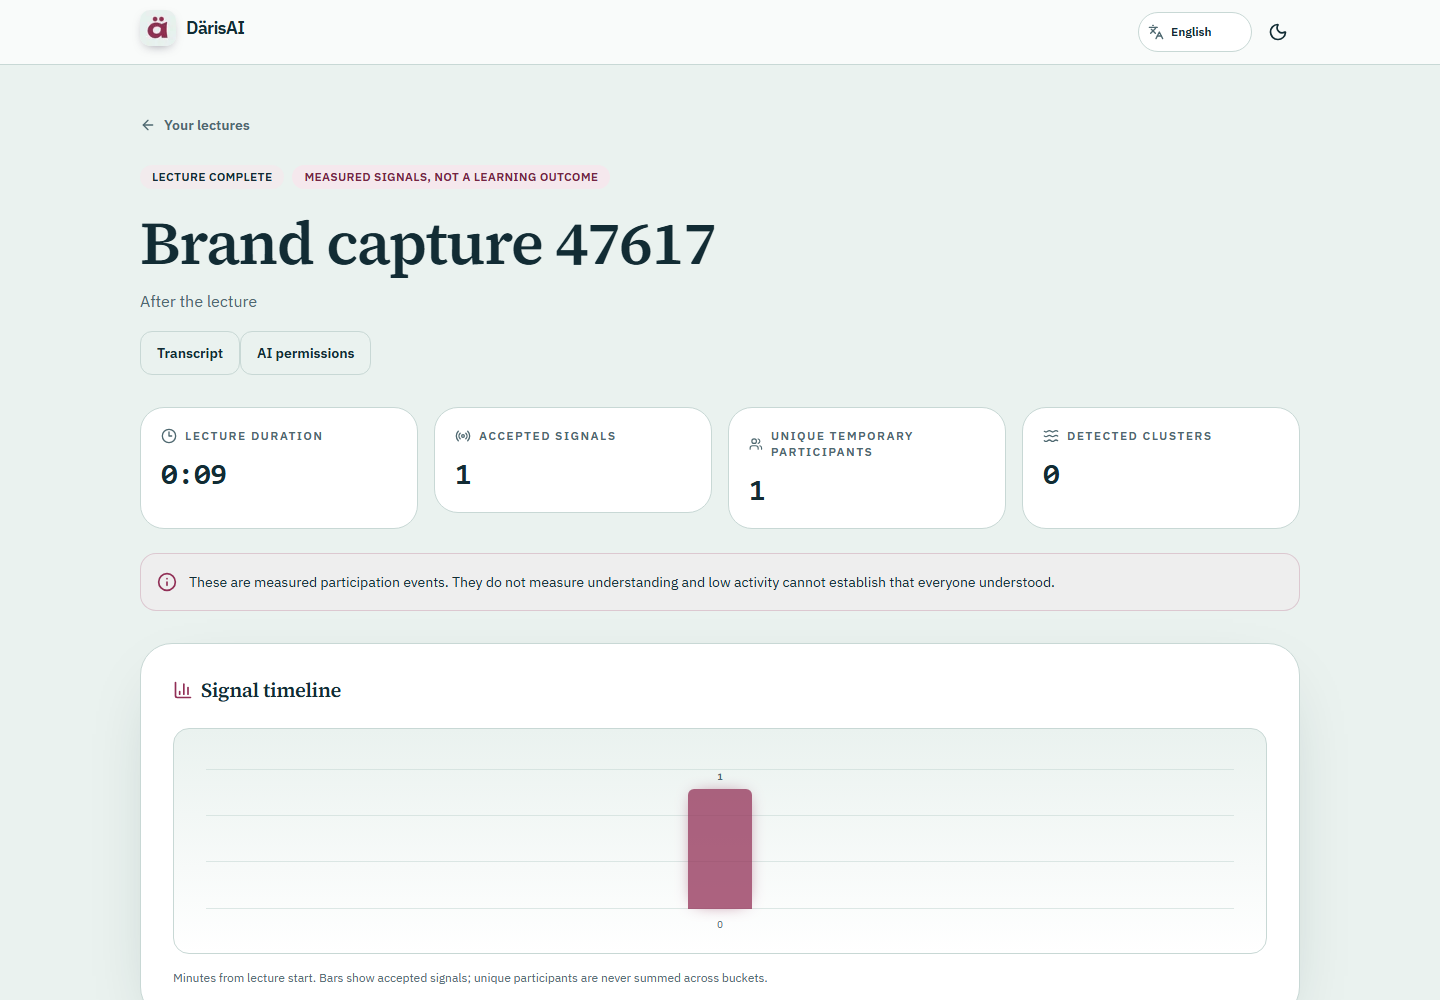 ä DärisAI
English
Your lectures
LECTURE COMPLETE
MEASURED SIGNALS, NOT A LEARNING OUTCOME
Brand capture 47617
After the lecture
Transcript
AI permissions
LECTURE DURATION
0:09
ACCEPTED SIGNALS
1
UNIQUE TEMPORARY
PARTICIPANTS
1
DETECTED CLUSTERS
0
These are measured participation events. They do not measure understanding and low activity cannot establish that everyone understood.
Signal timeline
1
0
Minutes from lecture start. Bars show accepted signals; unique participants are never summed across buckets.